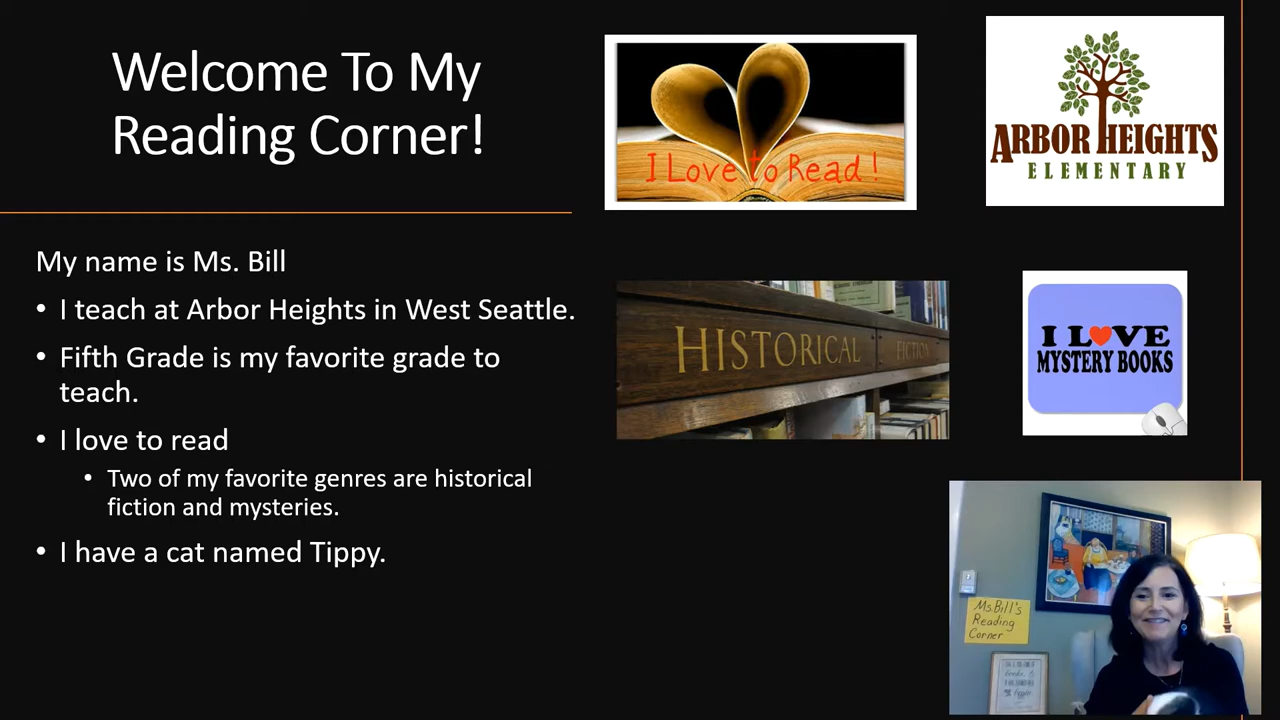 Welcome To My
Reading Corner!
My name is Ms. Bill
• I teach at Arbor Heights in West Seattle.
• Fifth Grade is my favorite grade to
teach.
• I love to read
• Two of my favorite genres are historical
fiction and mysteries.
• I have a cat named Tippy.
I Love to Read !
ARBOR HEIGHTS
ELEMENTARY
HISTORICAL FICTION
I L❤VE
MYSTERY BOOKS
Ms Bill's
Reading
Corner